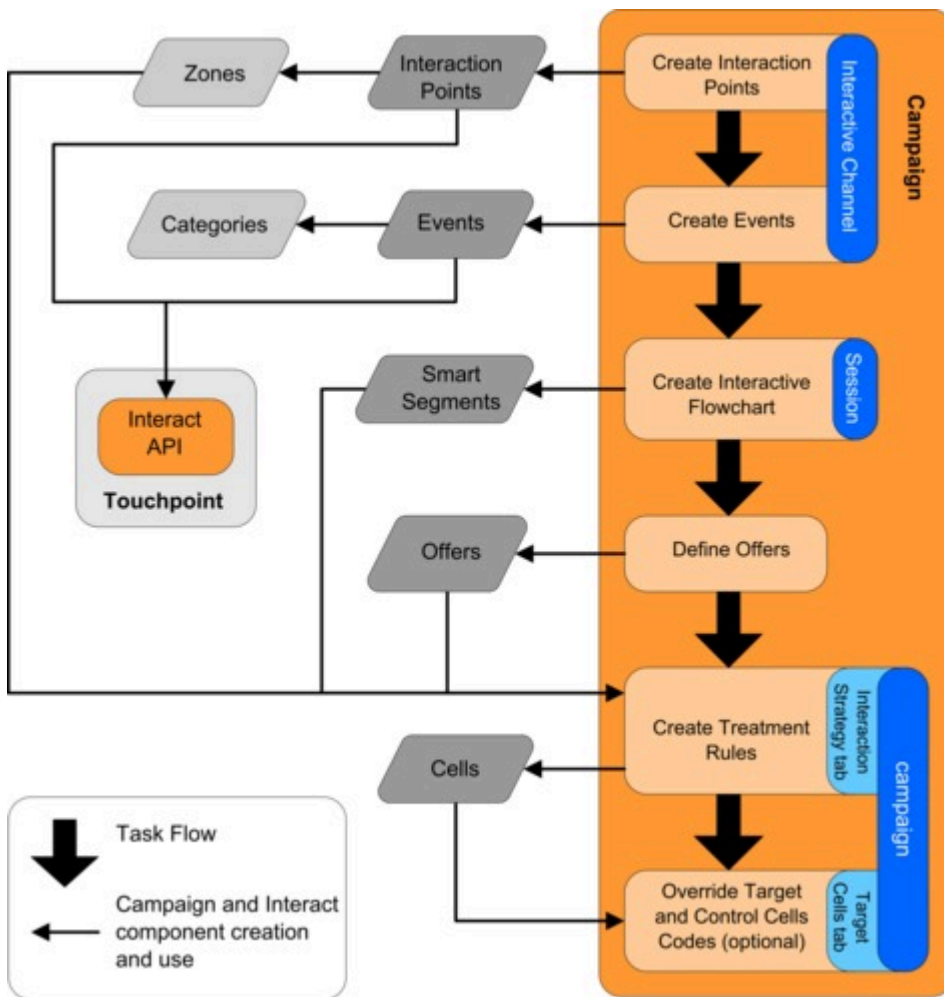 Zones
Interaction
Points
Create Interaction
Points
Interactive Channel
Campaign
Categories
Events
Create Events
Smart
Segments
Create Interactive
Flowchart
Session
Interact
API
Touchpoint
Offers
Define Offers
Create Treatment
Rules
Interaction
Strategy tab
campaign
Cells
Override Target
and Control Cells
Codes (optional)
Target
Cells tab
Task Flow
Campaign and Interact
component creation
and use